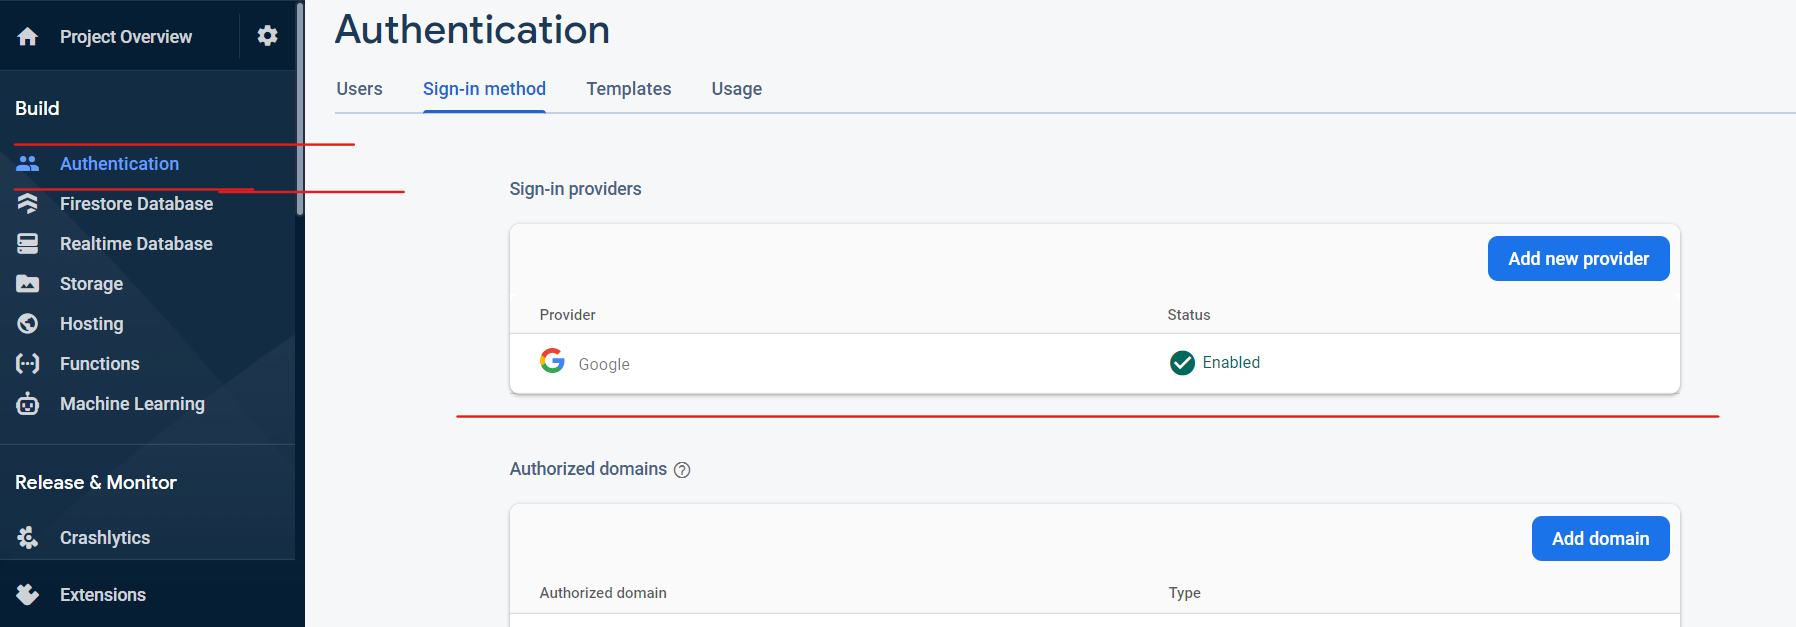 Project Overview
Build
Authentication
Firestore Database
Realtime Database
Storage
Hosting
Functions
Machine Learning
Release & Monitor
Crashlytics
Extensions
Authentication
Users
Sign-in method
Templates
Usage
Sign-in providers
Add new provider
Provider
Status
Google
Enabled
Authorized domains
Add domain
Authorized domain
Type